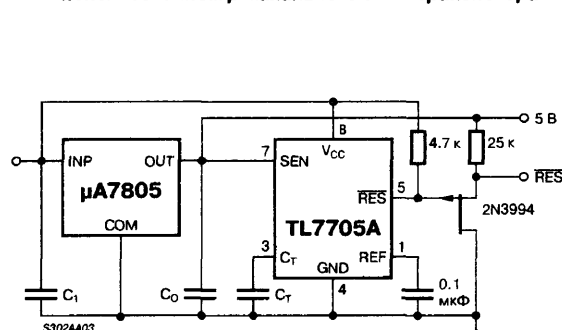 5 В
8
4.7 к
25 к
INP
OUT
7
SEN
VCC
µA7805
RES
5
RES
2N3994
COM
TL7705A
3
CT
REF
1
GND
C1
CO
CT
4
0.1
мкФ
S302AA03